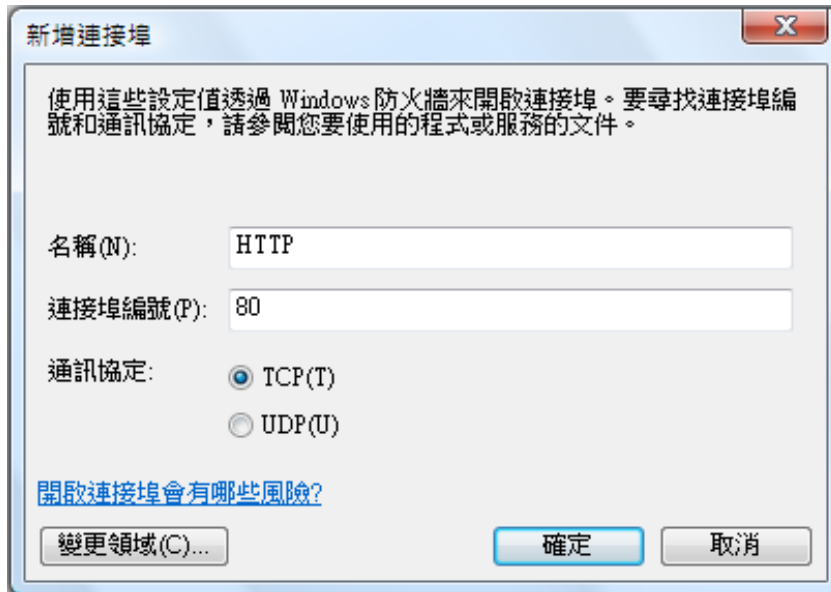 新增連接埠
使用這些設定值透過 Windows 防火牆來開啟連接埠。要尋找連接埠編
號和通訊協定，請參閱您要使用的程式或服務的文件。
名稱(N):
HTTP
連接埠編號(P):
80
通訊協定:
TCP(T)
UDP(U)
開啟連接埠會有哪些風險?
變更領域(C)...
確定
取消